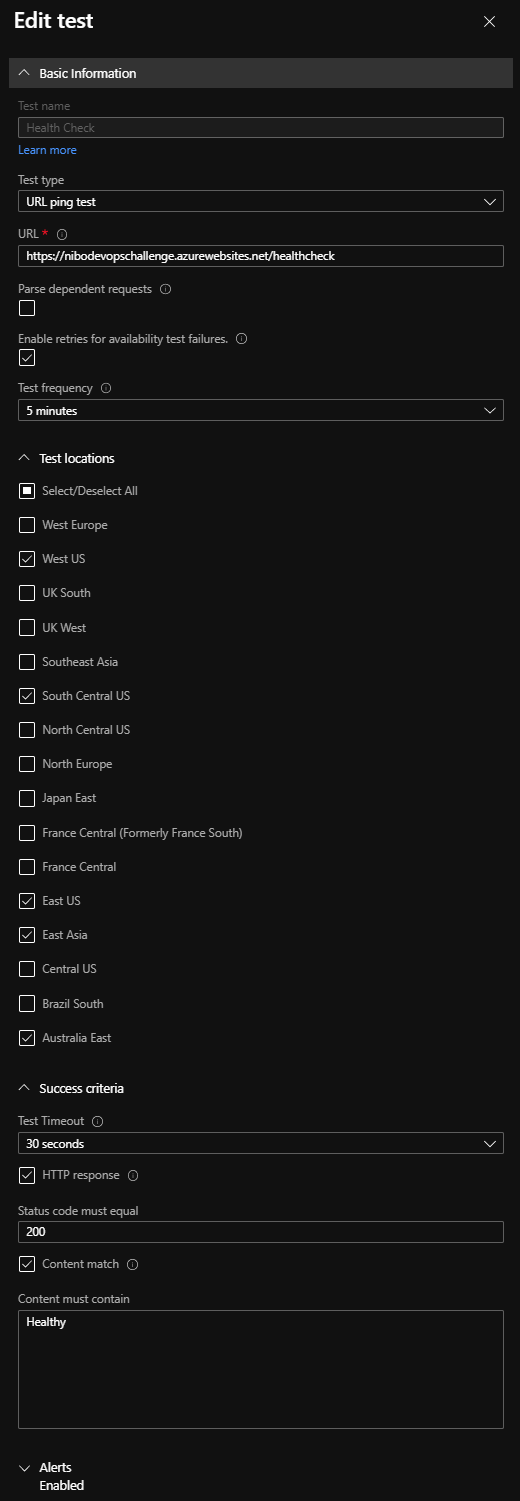 Edit test
Basic Information
Test name
Health Check
Learn more
Test type
URL ping test
URL *
https://nibodevopschallenge.azurewebsites.net/healthcheck
Parse dependent requests
Enable retries for availability test failures.
Test frequency
5 minutes
Test locations
Select/Deselect All
West Europe
West US
UK South
UK West
Southeast Asia
South Central US
North Central US
North Europe
Japan East
France Central (Formerly France South)
France Central
East US
East Asia
Central US
Brazil South
Australia East
Success criteria
Test Timeout
30 seconds
HTTP response
Status code must equal
200
Content match
Content must contain
Healthy
Alerts
Enabled